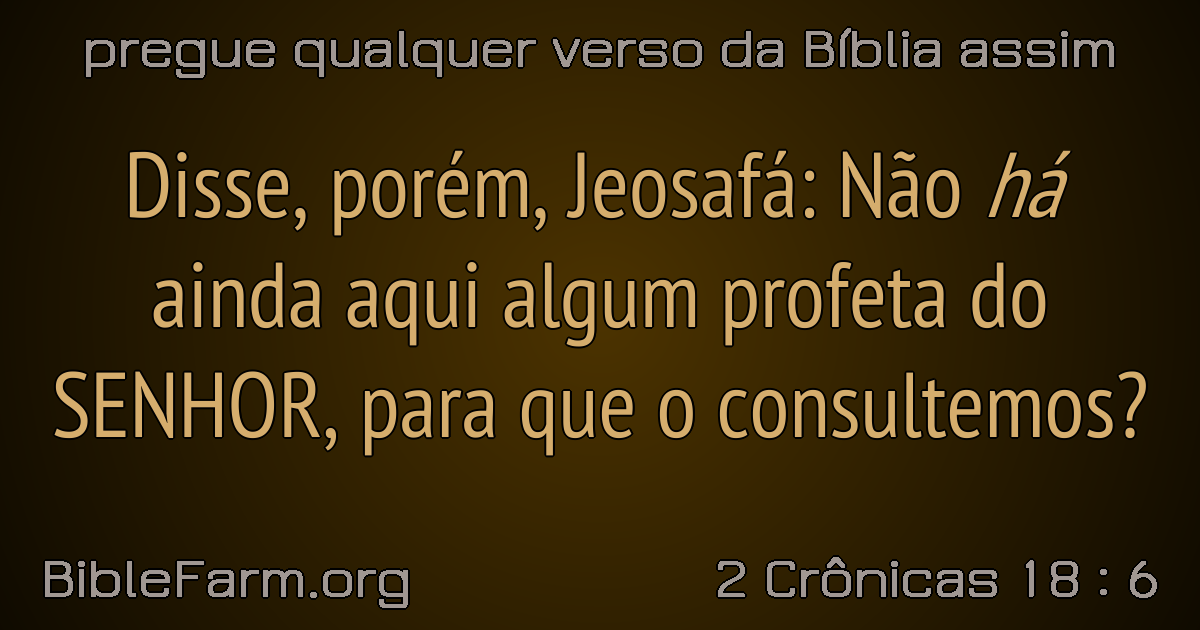 pregue qualquer verso da Bíblia assim
Disse, porém, Jeosafá: Não há
ainda aqui algum profeta do
SENHOR, para que o consultemos?
BibleFarm.org
2 Crônicas 18 : 6